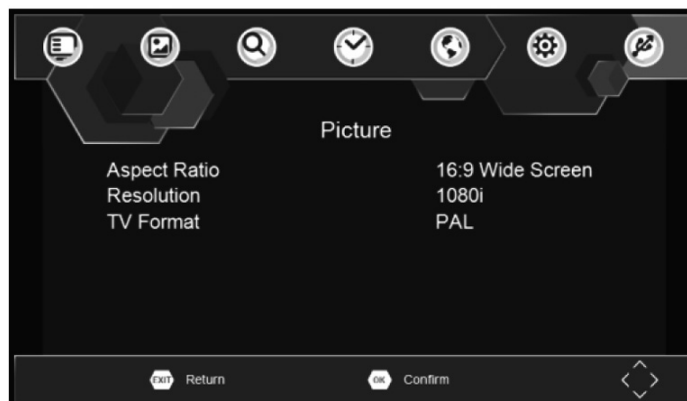 Picture
Aspect Ratio 16:9 Wide Screen
Resolution 1080i
TV Format PAL
EXIT Return OK Confirm